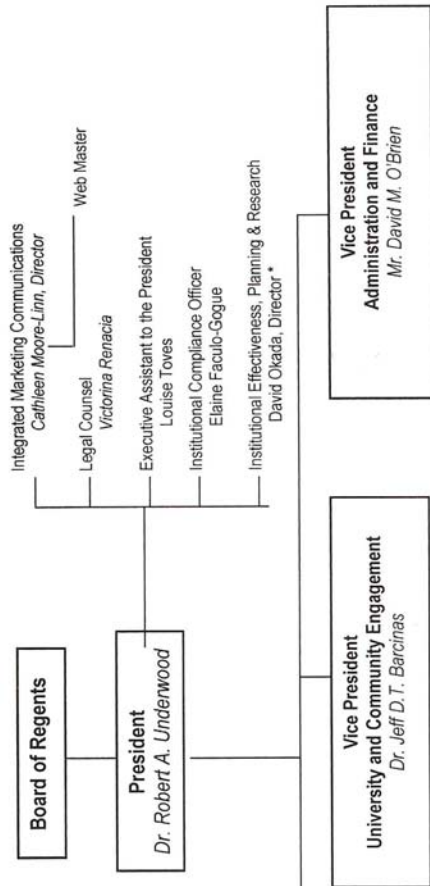 Board of Regents
President
Dr. Robert A. Underwood
Integrated Marketing Communications
Cathleen Moore-Linn, Director
Web Master
Legal Counsel
Victorina Renacia
Executive Assistant to the President
Louise Toves
Institutional Compliance Officer
Elaine Faculo-Gogue
Institutional Effectiveness, Planning & Research
David Okada, Director *
Vice President
University and Community Engagement
Dr. Jeff D.T. Barcinas
Vice President
Administration and Finance
Mr. David M. O'Brien